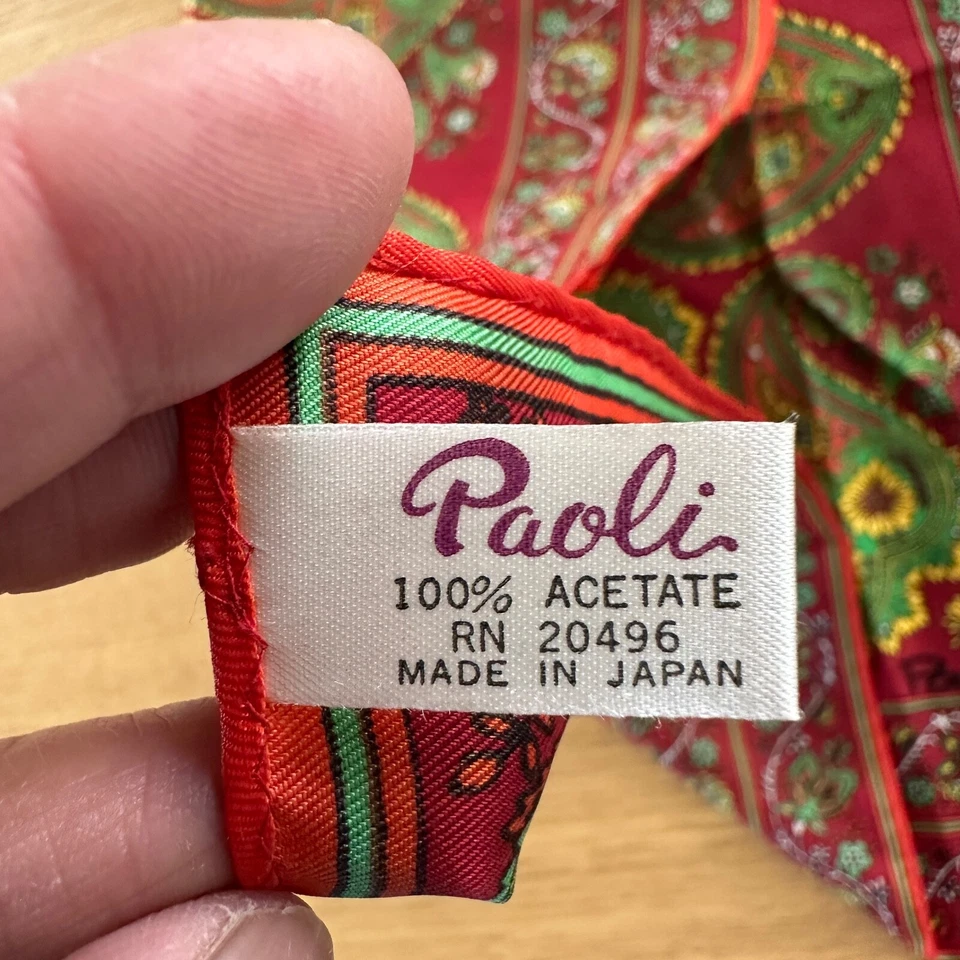 Paoli
100% ACETATE
RN 20496
MADE IN JAPAN